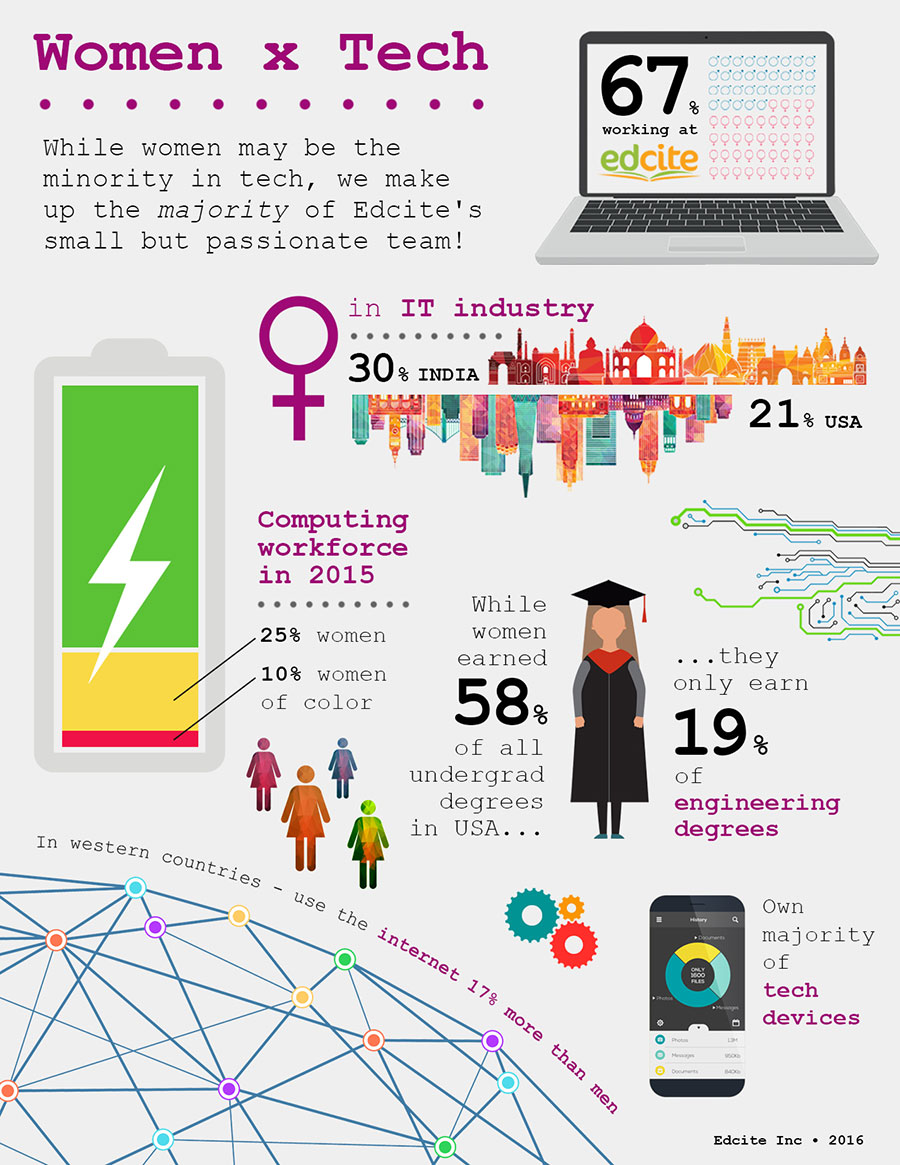 Women x Tech
While women may be the
minority in tech, we make
up the majority of Edcite's
small but passionate team!
67%
working at
edcite
in IT industry
30% INDIA
21% USA
Computing
workforce
in 2015
25% women
10% women
of color
While
women
earned
58%
of all
undergrad
degrees
in USA...
...they
only earn
19%
of
engineering
degrees
In western countries - use the internet 17% more than men
History
Documents
ONLY
1600
FILES
Photos
Messages
Photos 1.3M
Messages 950Kb
Documents 840Kb
Own
majority
of
tech
devices
Edcite Inc • 2016